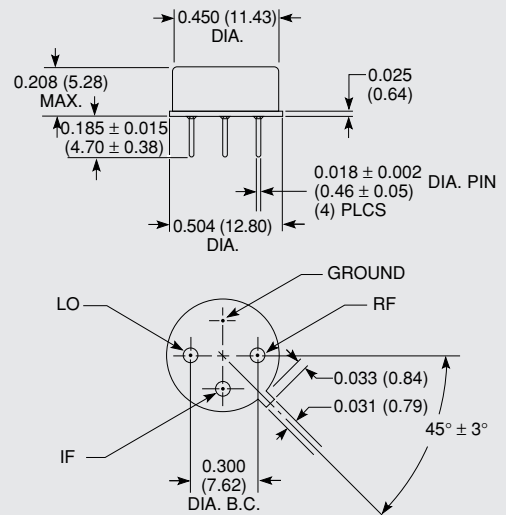 0.450 (11.43)
DIA.
0.208 (5.28)
MAX.
0.025
(0.64)
0.185 ± 0.015
(4.70 ± 0.38)
0.018 ± 0.002
(0.46 ± 0.05)
(4) PLCS
DIA. PIN
0.504 (12.80)
DIA.
GROUND
LO
RF
0.033 (0.84)
0.031 (0.79)
45° ± 3°
IF
0.300
(7.62)
DIA. B.C.